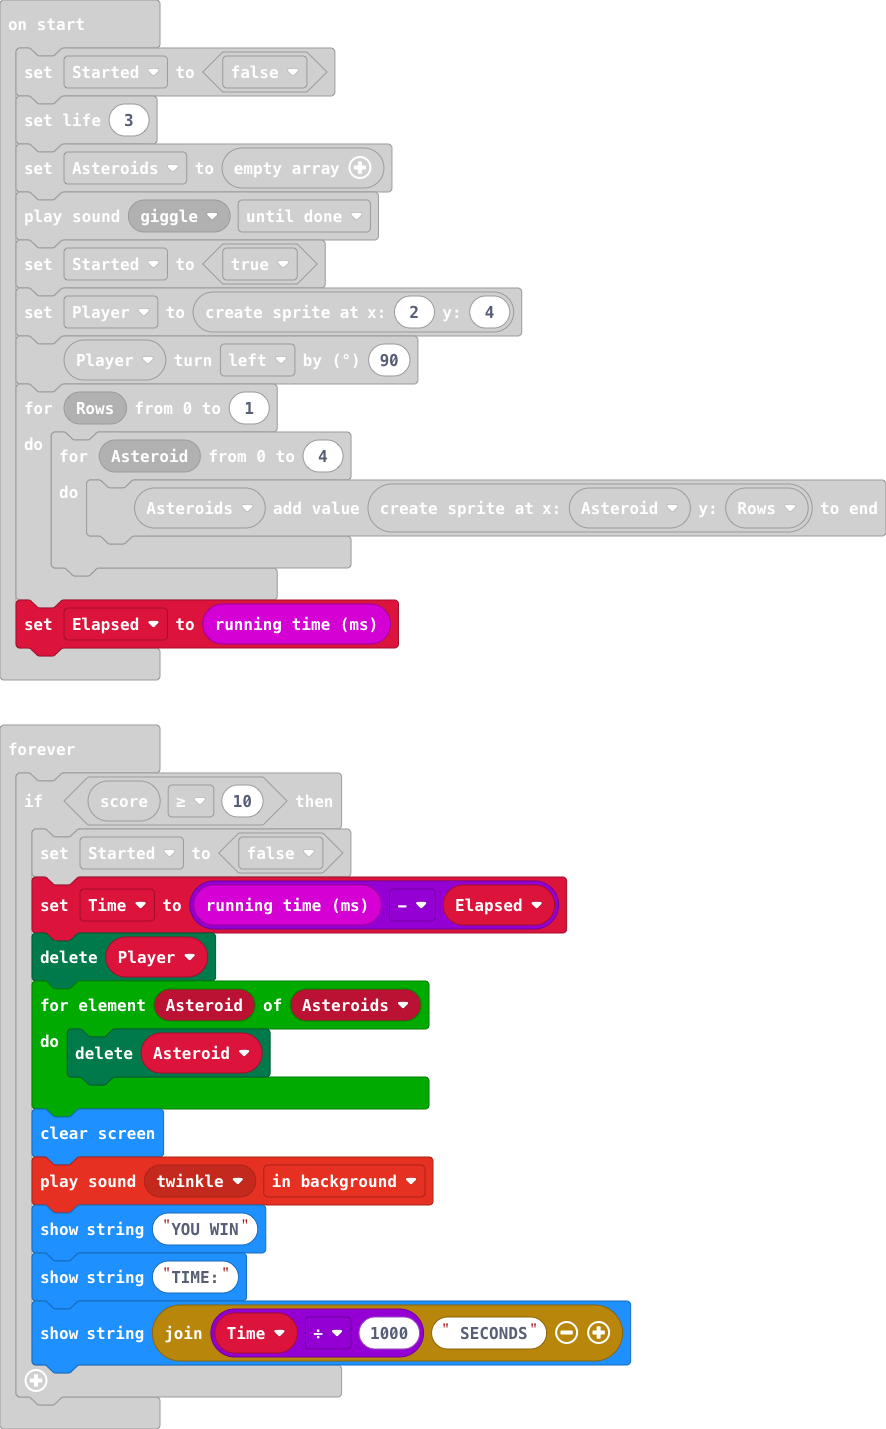 on start
set Started to false
set life 3
set Asteroids to empty array
play sound giggle until done
set Started to true
set Player to create sprite at x: 2 y: 4
Player turn left by (°) 90
for Rows from 0 to 1
do
for Asteroid from 0 to 4
do
Asteroids add value create sprite at x: Asteroid y: Rows to end
set Elapsed to running time (ms)
forever
if score ≥ 10 then
set Started to false
set Time to running time (ms) - Elapsed
delete Player
for element Asteroid of Asteroids
do
delete Asteroid
clear screen
play sound twinkle in background
show string "YOU WIN"
show string "TIME:"
show string join Time ÷ 1000 " SECONDS"